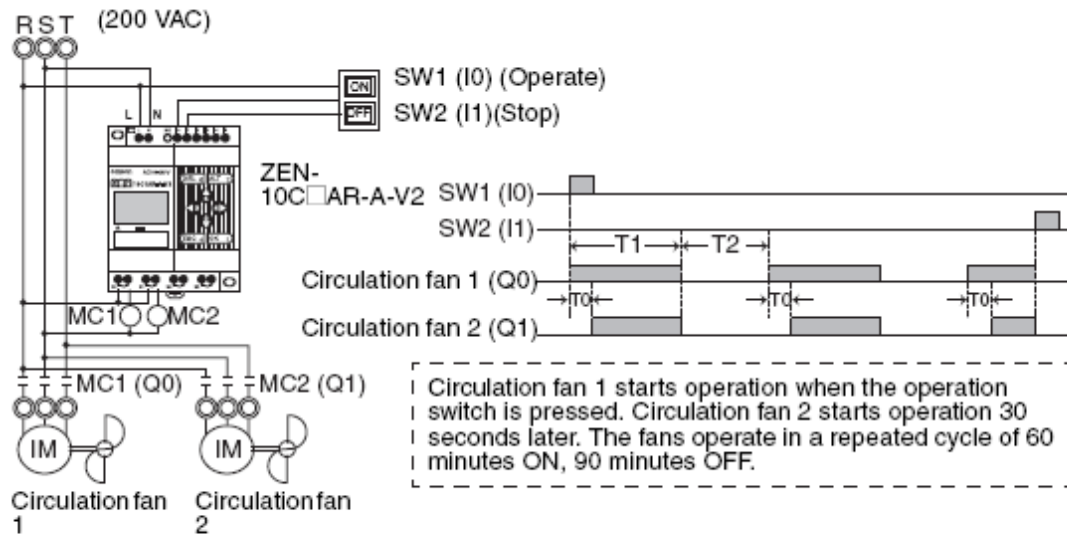 R S T (200 VAC)
SW1 (I0) (Operate)
ON
SW2 (I1)(Stop)
OFF
L N
ZEN-
10C□AR-A-V2
SW1 (I0)
SW2 (I1)
T1 T2
Circulation fan 1 (Q0)
T0 T0 T0
Circulation fan 2 (Q1)
MC1 MC2
MC1 (Q0) MC2 (Q1)
IM IM
Circulation fan
1
Circulation fan
2
Circulation fan 1 starts operation when the operation
switch is pressed. Circulation fan 2 starts operation 30
seconds later. The fans operate in a repeated cycle of 60
minutes ON, 90 minutes OFF.